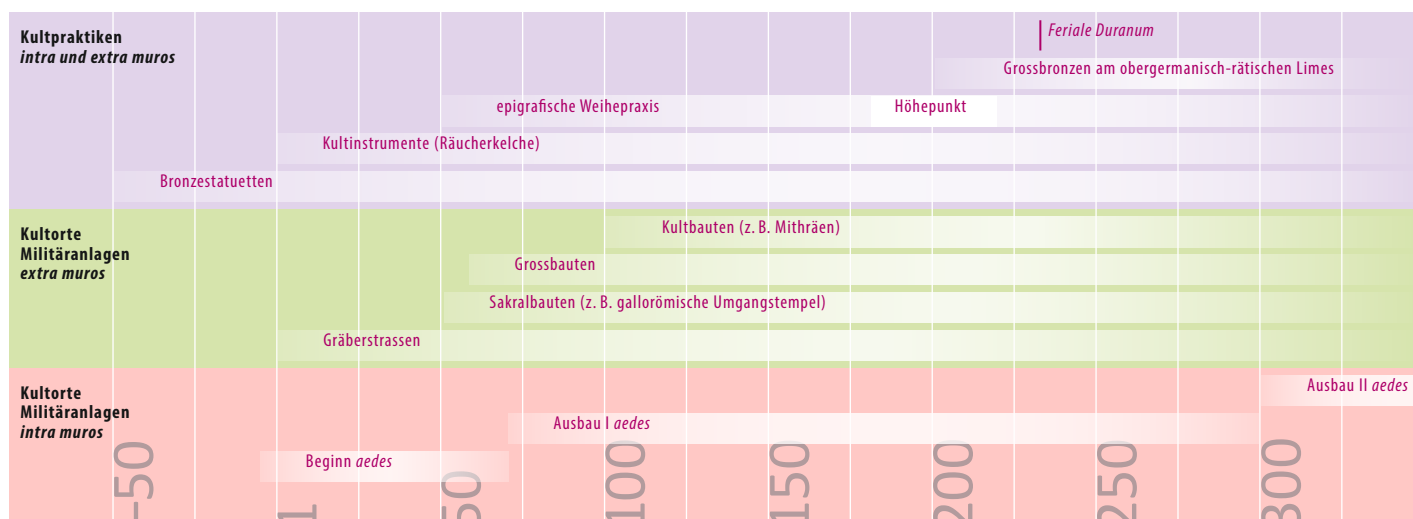 Kultpraktiken
intra und extra muros
Feriale Duranum
Grossbronzen am obergermanisch-rätischen Limes
epigrafische Weihepraxis
Höhepunkt
Kultinstrumente (Räucherkelche)
Bronzestatuetten
Kultorte
Militäranlagen
extra muros
Kultbauten (z. B. Mithräen)
Grossbauten
Sakralbauten (z. B. gallorömische Umgangstempel)
Gräberstrassen
Kultorte
Militäranlagen
intra muros
Ausbau II aedes
Ausbau I aedes
Beginn aedes
–50
1
50
100
150
200
250
300